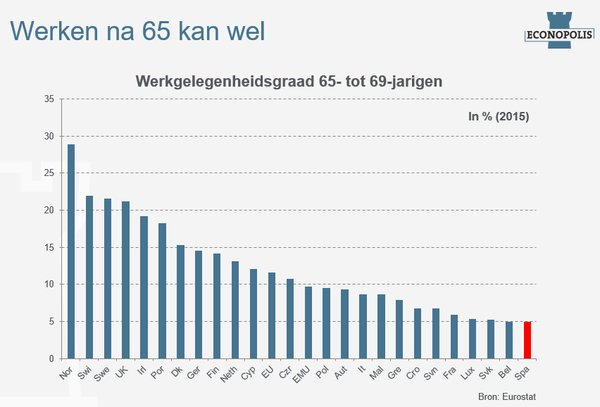 Werken na 65 kan wel
ECONOPOLIS
Werkgelegenheidsgraad 65- tot 69-jarigen
In % (2015)
35
30
25
20
15
10
5
0
Nor Swi Swe UK Irl Por Dk Ger Fin Neth Cyp EU Czr EMU Pol Aut It Mal Gre Cro Svn Fra Lux Svk Bel Spa
Bron: Eurostat